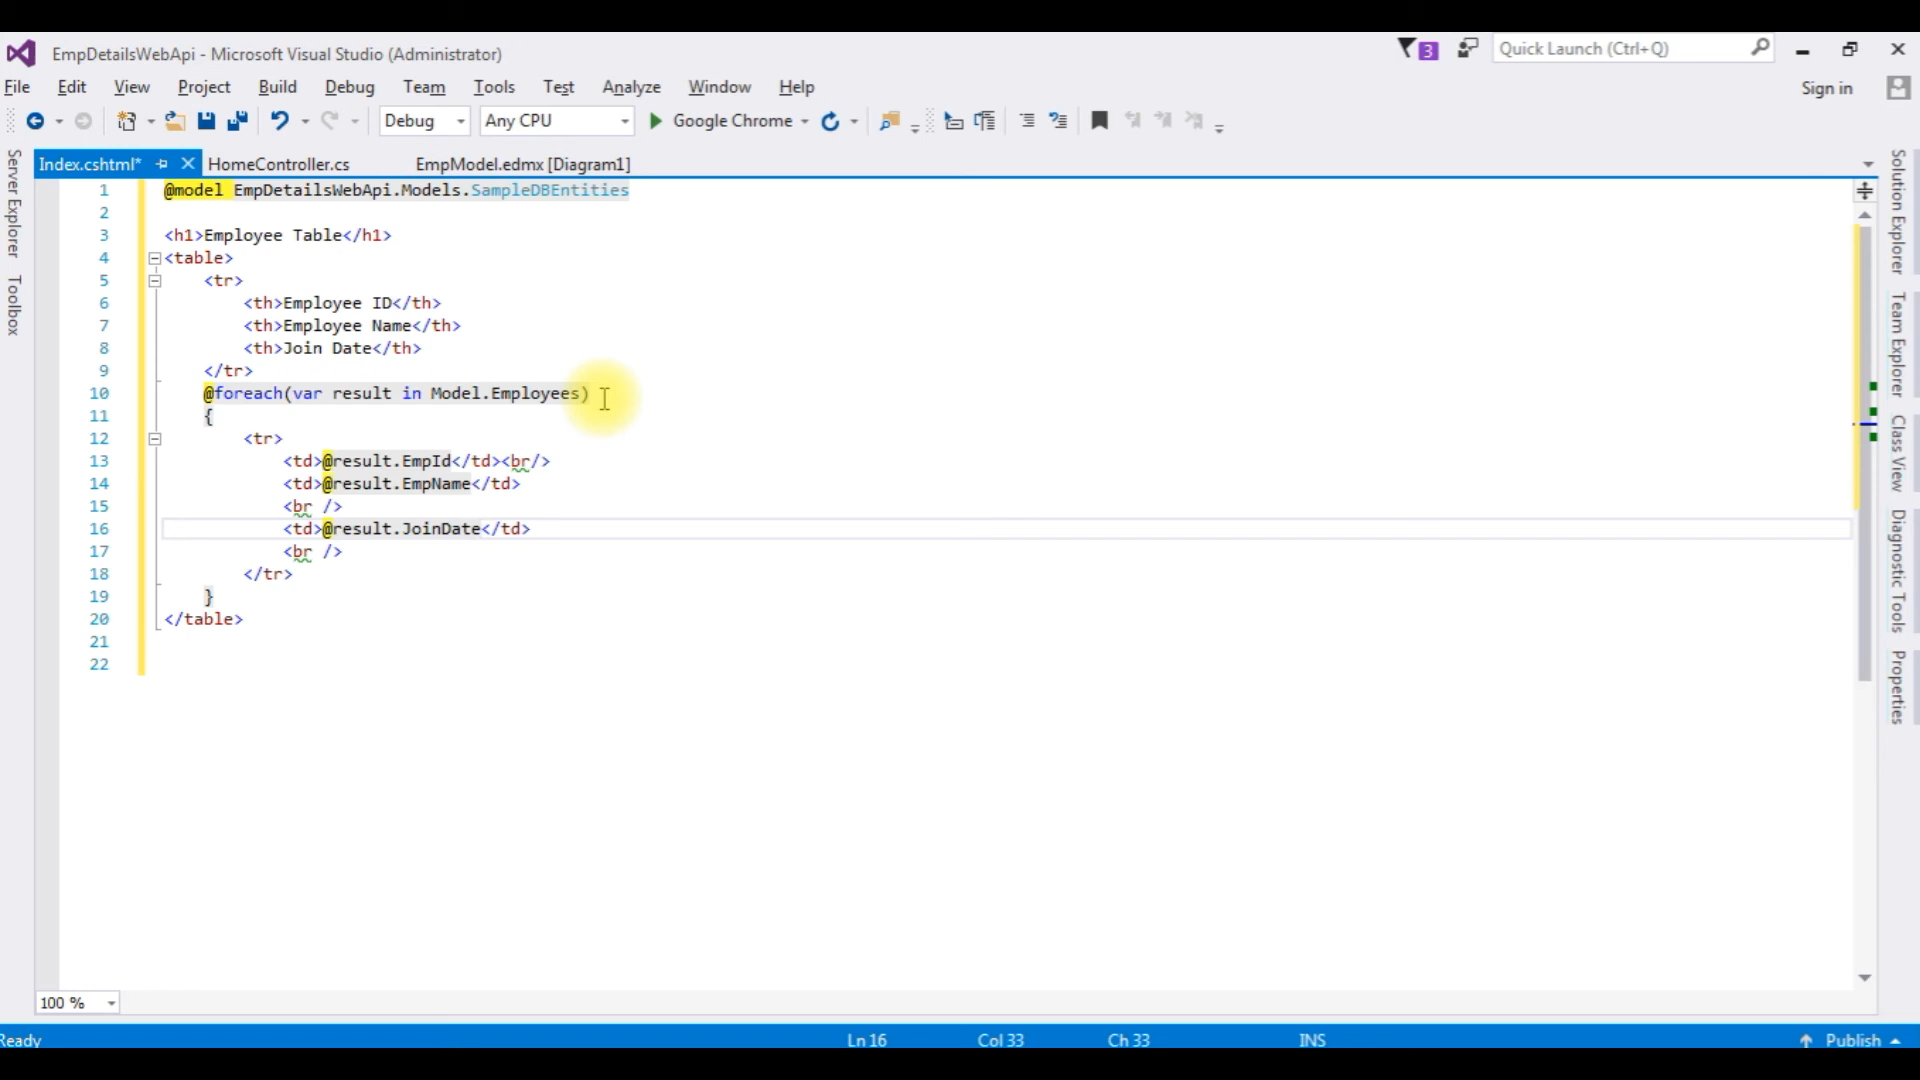 EmpDetailsWebApi - Microsoft Visual Studio (Administrator)
3
Quick Launch (Ctrl+Q)
File Edit View Project Build Debug Team Tools Test Analyze Window Help
Sign in
Debug Any CPU Google Chrome
Index.cshtml* HomeController.cs EmpModel.edmx [Diagram1]
Server Explorer
Toolbox
1 @model EmpDetailsWebApi.Models.SampleDBEntities
2
3 <h1>Employee Table</h1>
4 <table>
5 <tr>
6 <th>Employee ID</th>
7 <th>Employee Name</th>
8 <th>Join Date</th>
9 </tr>
10 @foreach(var result in Model.Employees)
11 {
12 <tr>
13 <td>@result.EmpId</td><br/>
14 <td>@result.EmpName</td>
15 <br />
16 <td>@result.JoinDate</td>
17 <br />
18 </tr>
19 }
20 </table>
21
22
Solution Explorer
Team Explorer
Class View
Diagnostic Tools
Properties
100 %
Ready Ln 16 Col 33 Ch 33 INS Publish